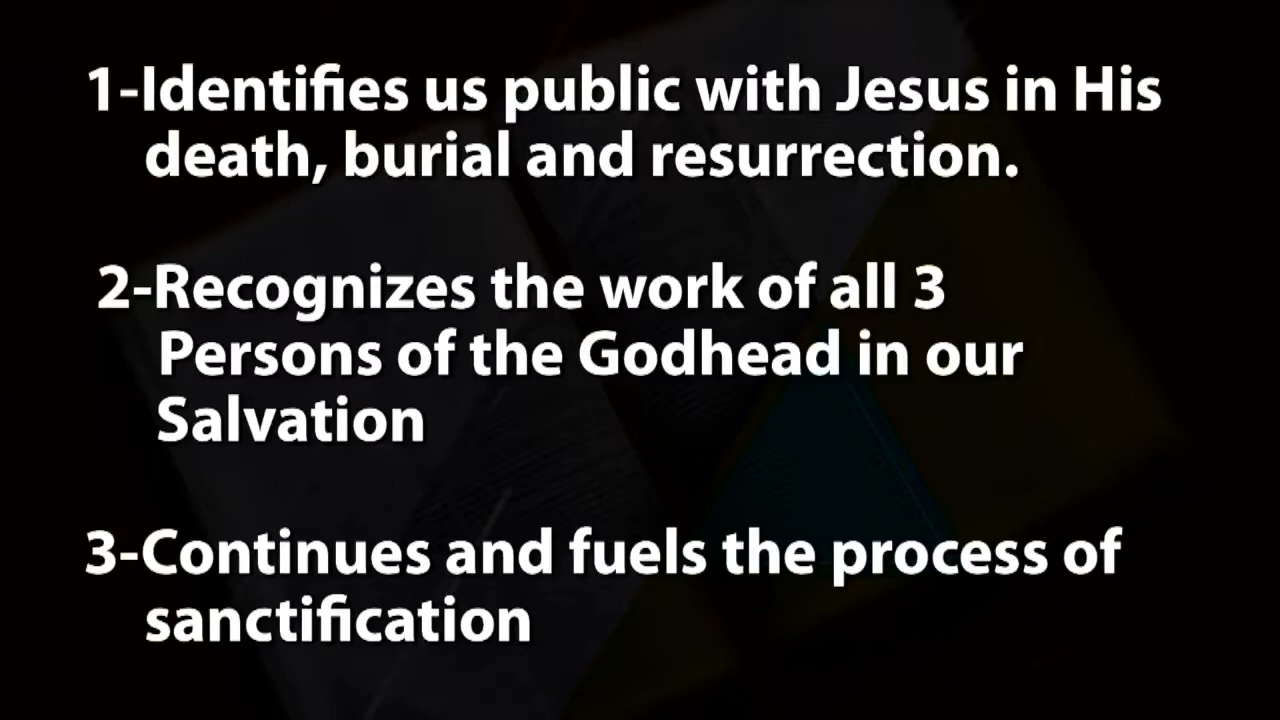 1-Identifies us public with Jesus in His
death, burial and resurrection.
2-Recognizes the work of all 3
Persons of the Godhead in our
Salvation
3-Continues and fuels the process of
sanctification